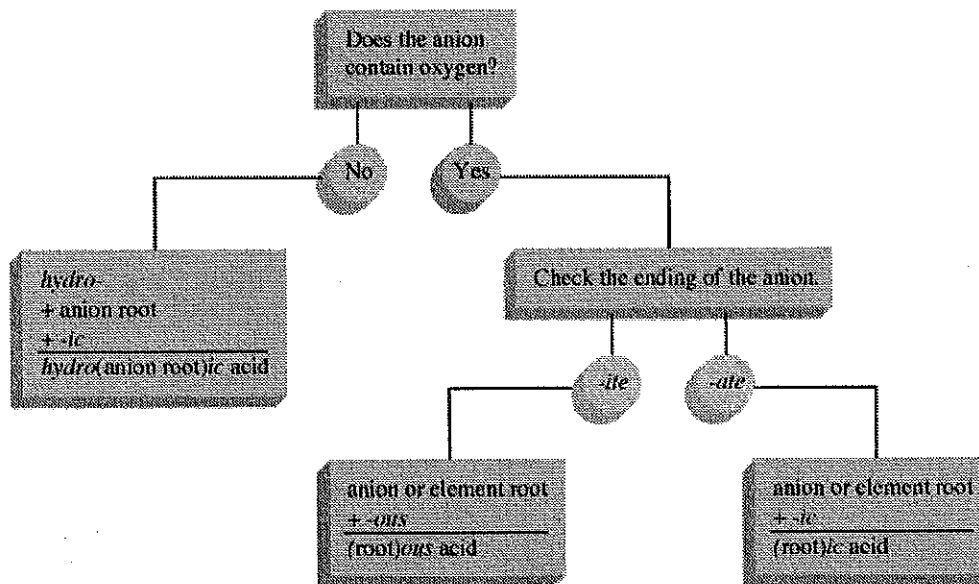 Does the anion
contain oxygen?
No
Yes
hydro-
+ anion root
+ -ic
hydro(anion root)ic acid
Check the ending of the anion.
-ite
-ate
anion or element root
+ -ous
(root)ous acid
anion or element root
+ -ic
(root)ic acid